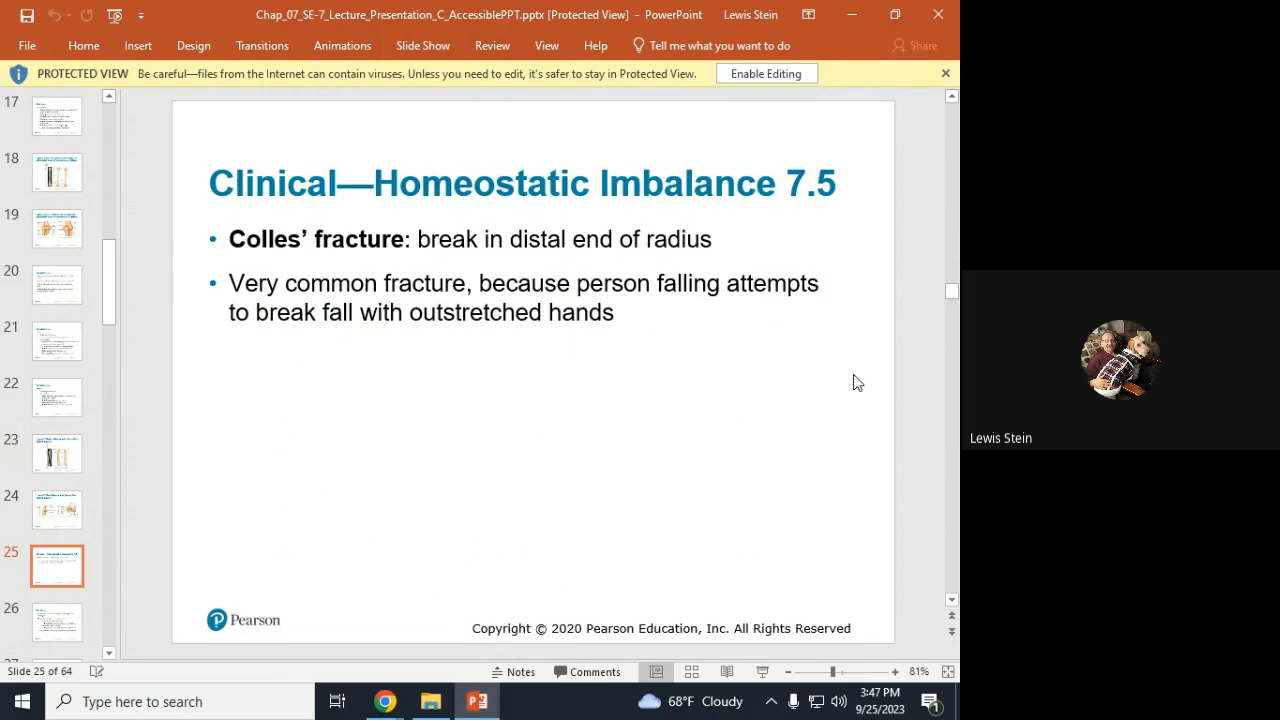 Chap_07_SE-7_Lecture_Presentation_C_AccessiblePPT.pptx [Protected View] - PowerPoint
Lewis Stein
File Home Insert Design Transitions Animations Slide Show Review View Help Tell me what you want to do Share
PROTECTED VIEW Be careful—files from the Internet can contain viruses. Unless you need to edit, it's safer to stay in Protected View. Enable Editing
17
18
19
20
21
22
23
24
25
26
Clinical—Homeostatic Imbalance 7.5
• Colles’ fracture: break in distal end of radius
• Very common fracture, because person falling attempts
to break fall with outstretched hands
Pearson
Copyright © 2020 Pearson Education, Inc. All Rights Reserved
Lewis Stein
Slide 25 of 64 Notes Comments 81%
Type here to search 68°F Cloudy 3:47 PM
9/25/2023
1